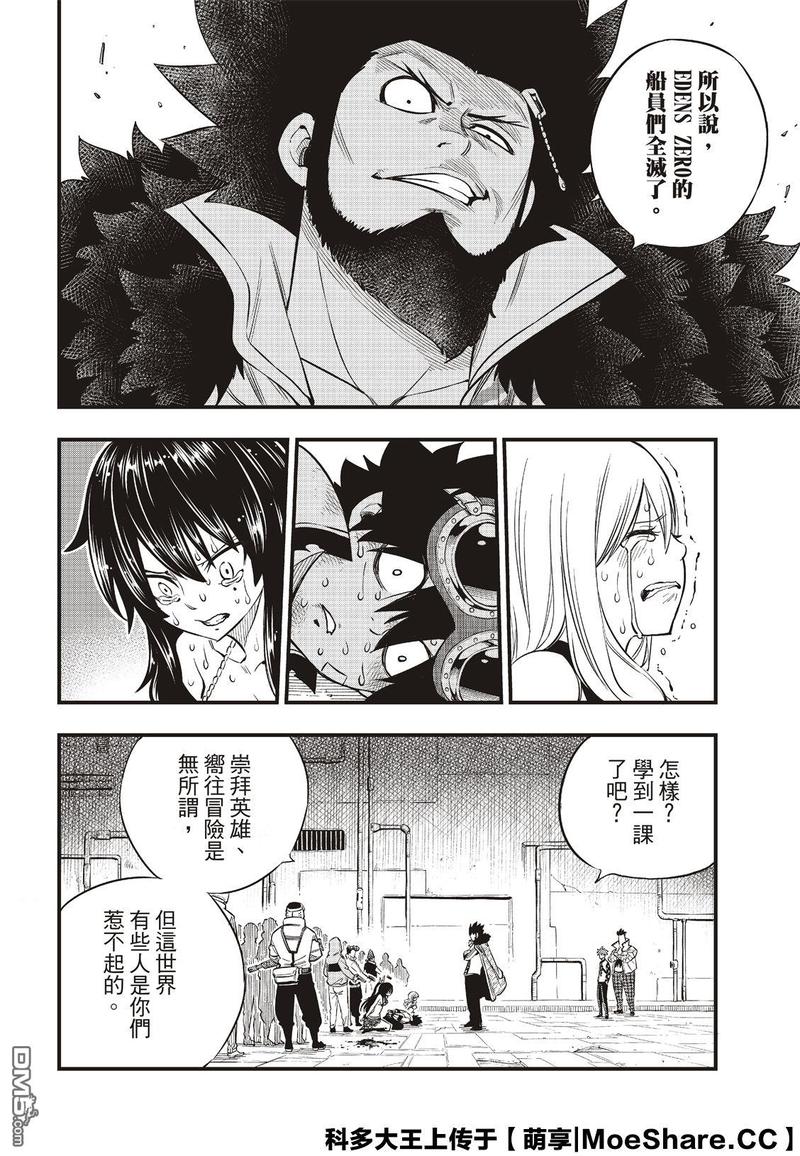 所以說，
EDENS ZERO的
船員們全滅了。
怎樣？
學到一課
了吧？
崇拜英雄、
嚮往冒險是
無所謂，
但這世界
有些人是你們
惹不起的。
DM5
.com
科多大王上传于【萌享|MoeShare.CC】